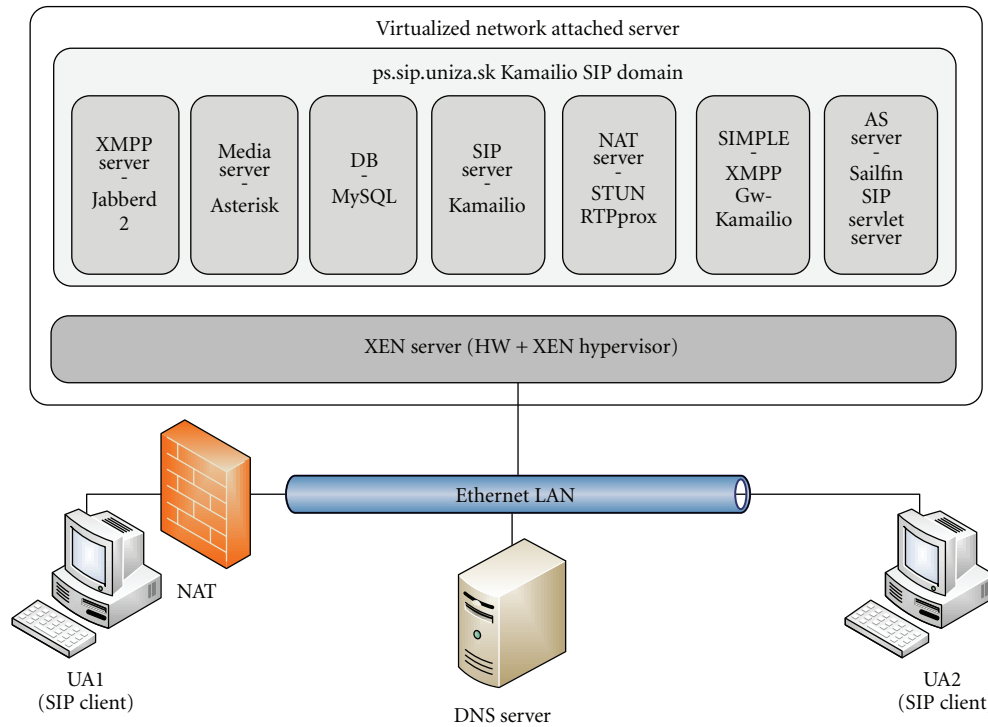 Virtualized network attached server
ps.sip.uniza.sk Kamailio SIP domain
XMPP
server
-
Jabberd
2
Media
server
-
Asterisk
DB
-
MySQL
SIP
server
-
Kamailio
NAT
server
-
STUN
RTPprox
SIMPLE
-
XMPP
Gw-
Kamailio
AS
server
-
Sailfin
SIP
servlet
server
XEN server (HW + XEN hypervisor)
Ethernet LAN
NAT
UA1
(SIP client)
DNS server
UA2
(SIP client